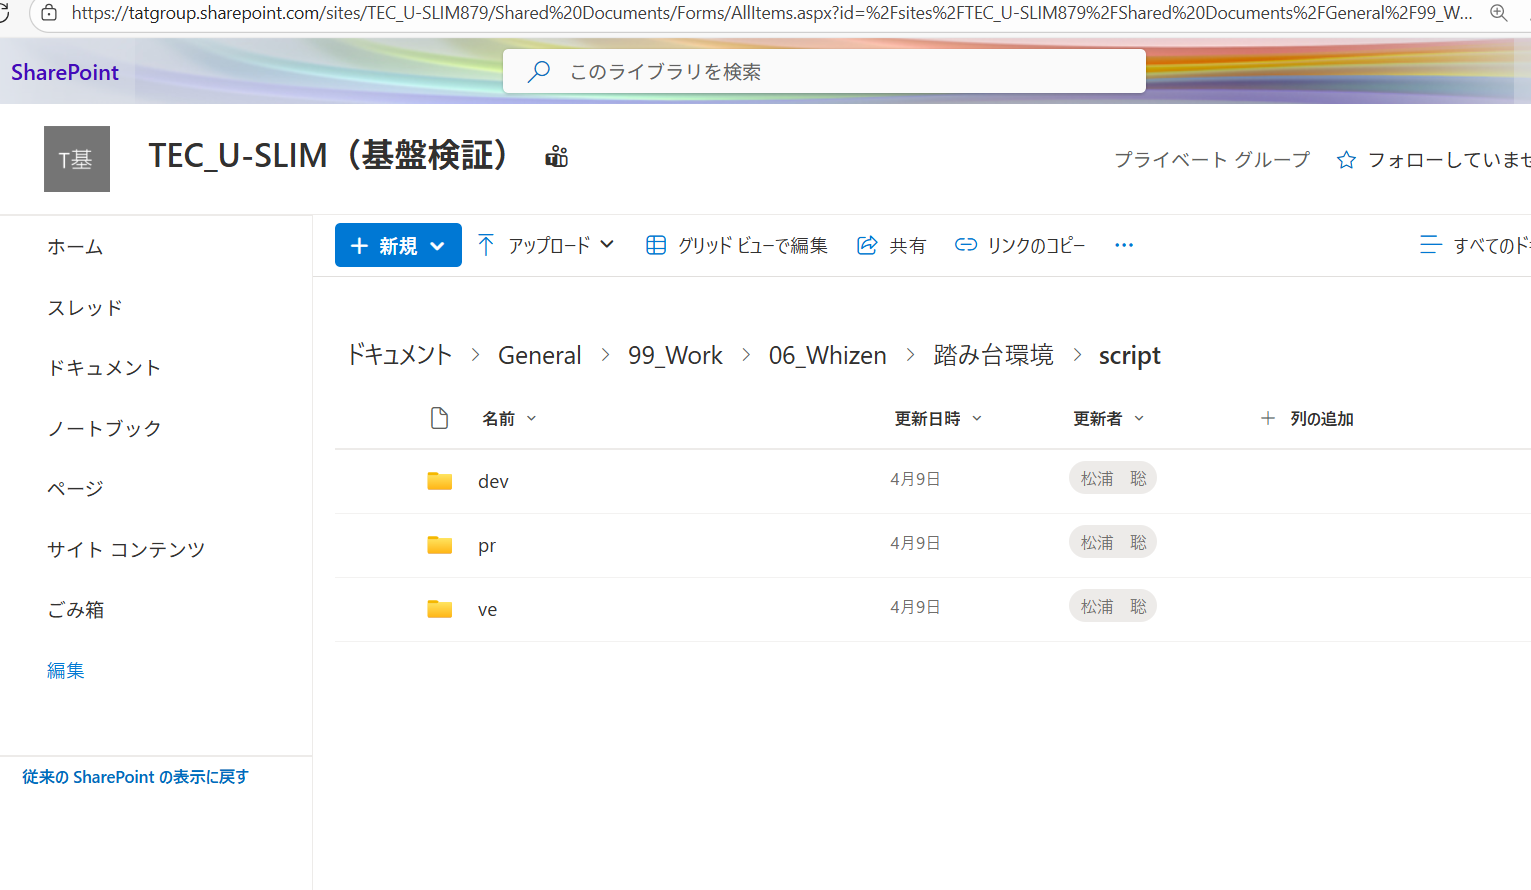 https://tatgroup.sharepoint.com/sites/TEC_U-SLIM879/Shared%20Documents/Forms/AllItems.aspx?id=%2Fsites%2FTEC_U-SLIM879%2FShared%20Documents%2FGeneral%2F99_W...
SharePoint
このライブラリを検索
T基
TEC_U-SLIM（基盤検証）
プライベート グループ
フォローしていませ
ホーム
スレッド
ドキュメント
ノートブック
ページ
サイト コンテンツ
ごみ箱
編集
従来の SharePoint の表示に戻す
新規
アップロード
グリッド ビューで編集
共有
リンクのコピー
...
すべてのド
ドキュメント > General > 99_Work > 06_Whizen > 踏み台環境 > script
名前 更新日時 更新者 列の追加
dev 4月9日 松浦　聡
pr 4月9日 松浦　聡
ve 4月9日 松浦　聡